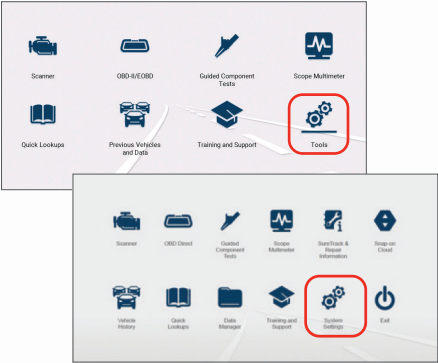 Scanner
OBD-II/EOBD
Guided Component
Tests
Scope Multimeter
Quick Lookups
Previous Vehicles
and Data
Training and Support
Tools
Scanner
OBD Direct
Guided
Component
Tests
Scope
Multimeter
SureTrack &
Repair
Information
Snap-on
Cloud
Vehicle
History
Quick
Lookups
Data
Manager
Training and
Support
System
Settings
Exit